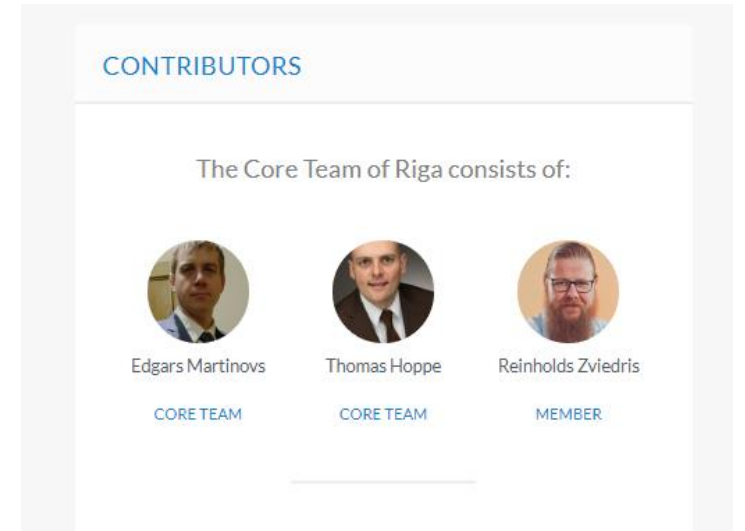 CONTRIBUTORS
The Core Team of Riga consists of:
Edgars Martinovs
Thomas Hoppe
Reinholds Zviedris
CORE TEAM
CORE TEAM
MEMBER